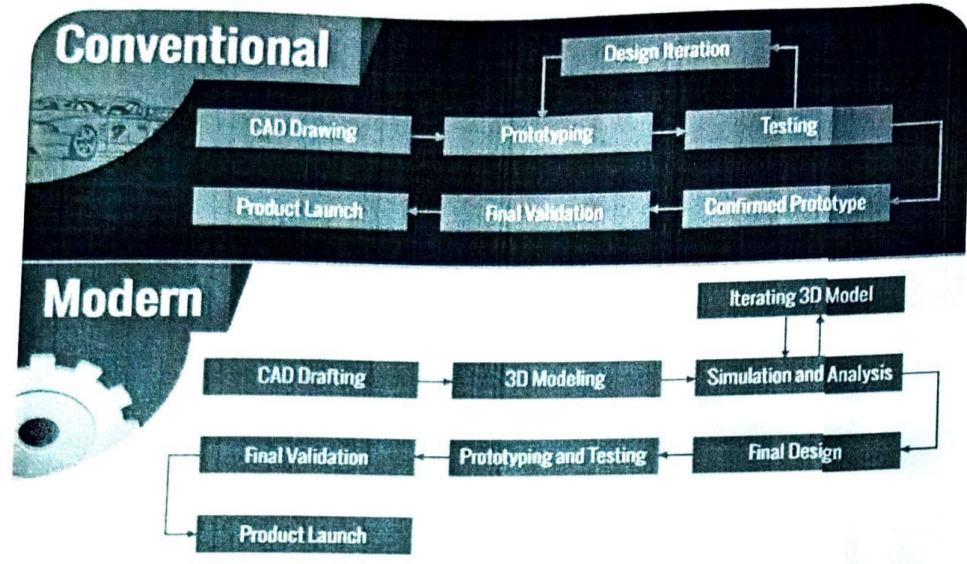 Conventional
Design Iteration
CAD Drawing
Prototyping
Testing
Product Launch
Final Validation
Confirmed Prototype
Modern
Iterating 3D Model
CAD Drafting
3D Modeling
Simulation and Analysis
Final Validation
Prototyping and Testing
Final Design
Product Launch